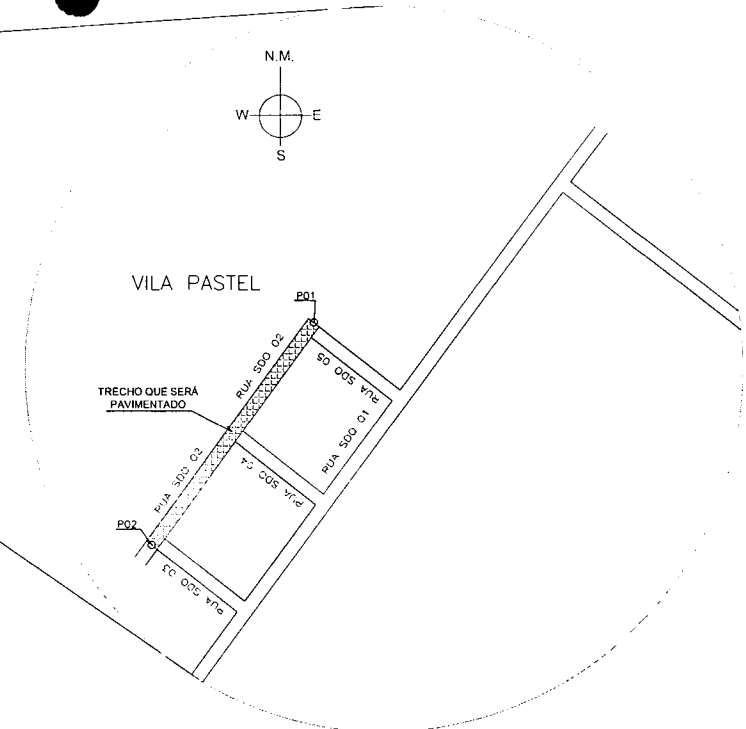 N.M.
W E
S
VILA PASTEL
P01
RUA SDO 02
RUA SDO 05
TRECHO QUE SERÁ
PAVIMENTADO
RUA SDO 01
RUA SDO 02
RUA SDO 04
P02
RUA SDO 03